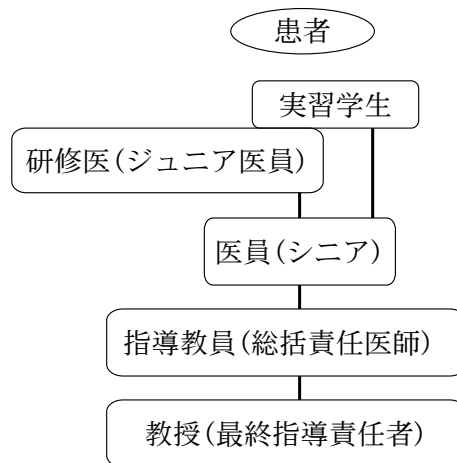 患者
実習学生
研修医(ジュニア医員)
医員(シニア)
指導教員(総括責任医師)
教授(最終指導責任者)